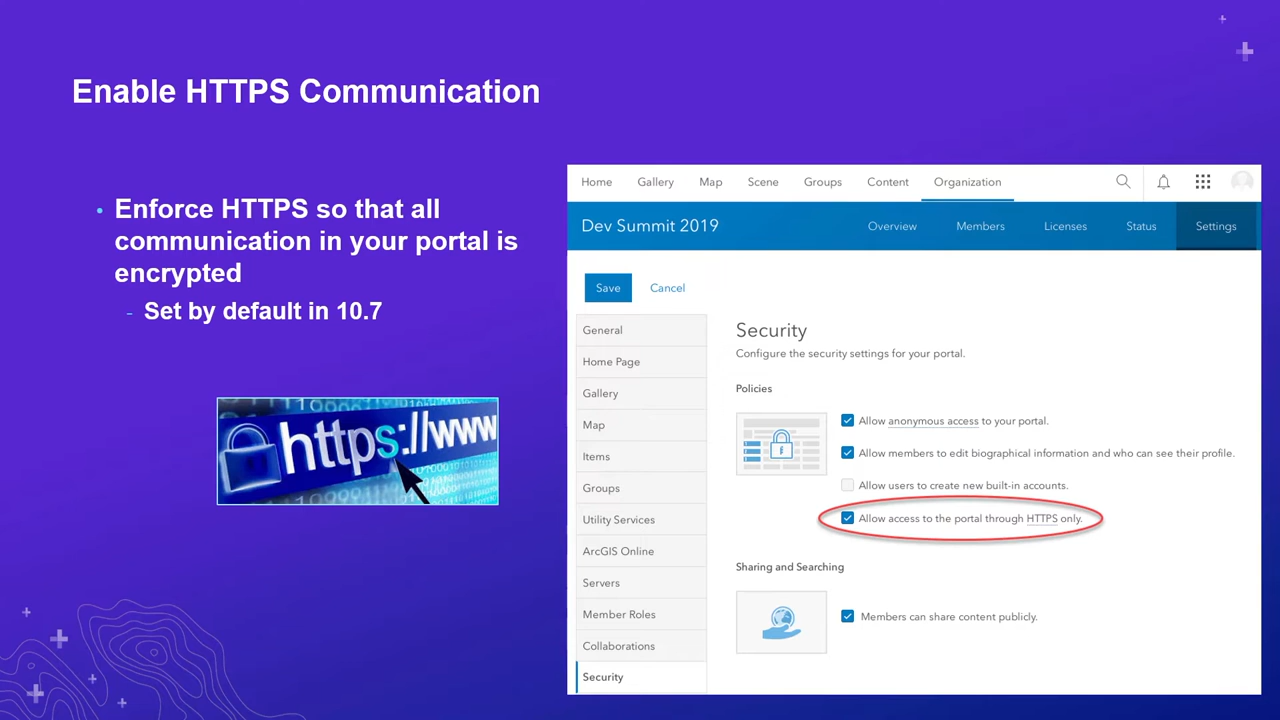 Enable HTTPS Communication
• Enforce HTTPS so that all
communication in your portal is
encrypted
- Set by default in 10.7
https://www
Home Gallery Map Scene Groups Content Organization
Dev Summit 2019 Overview Members Licenses Status Settings
Save Cancel
General
Home Page
Gallery
Map
Items
Groups
Utility Services
ArcGIS Online
Servers
Member Roles
Collaborations
Security
Security
Configure the security settings for your portal.
Policies
Allow anonymous access to your portal.
Allow members to edit biographical information and who can see their profile.
Allow users to create new built-in accounts.
Allow access to the portal through HTTPS only.
Sharing and Searching
Members can share content publicly.